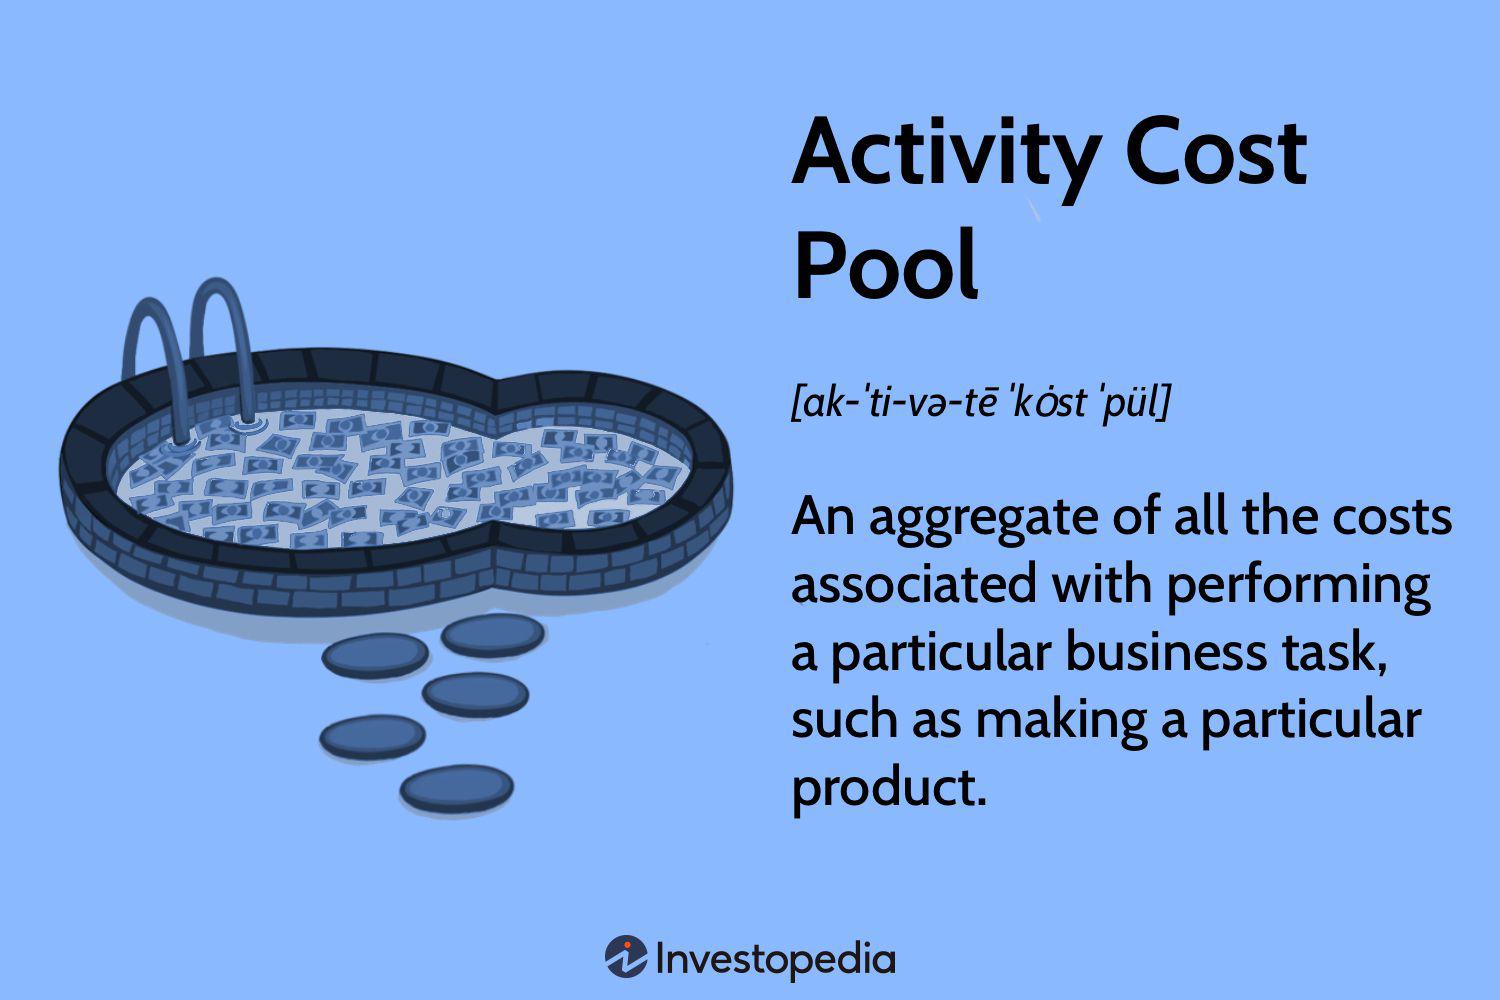 Activity Cost
Pool
[ak-ˈti-və-tē ˈkȯst ˈpül]
An aggregate of all the costs
associated with performing
a particular business task,
such as making a particular
product.
Investopedia